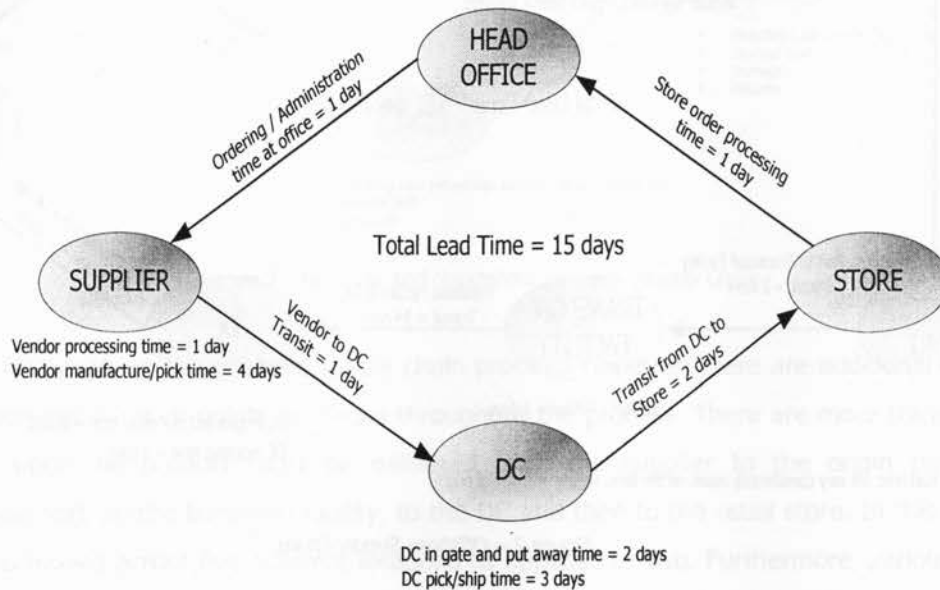 HEAD
OFFICE
Ordering / Administration
time at office = 1 day
Store order processing
time = 1 day
Total Lead Time = 15 days
SUPPLIER
STORE
Vendor processing time = 1 day
Vendor manufacture/pick time = 4 days
Vendor to DC
Transit = 1 day
Transit from DC to
Store = 2 days
DC
DC in gate and put away time = 2 days
DC pick/ship time = 3 days